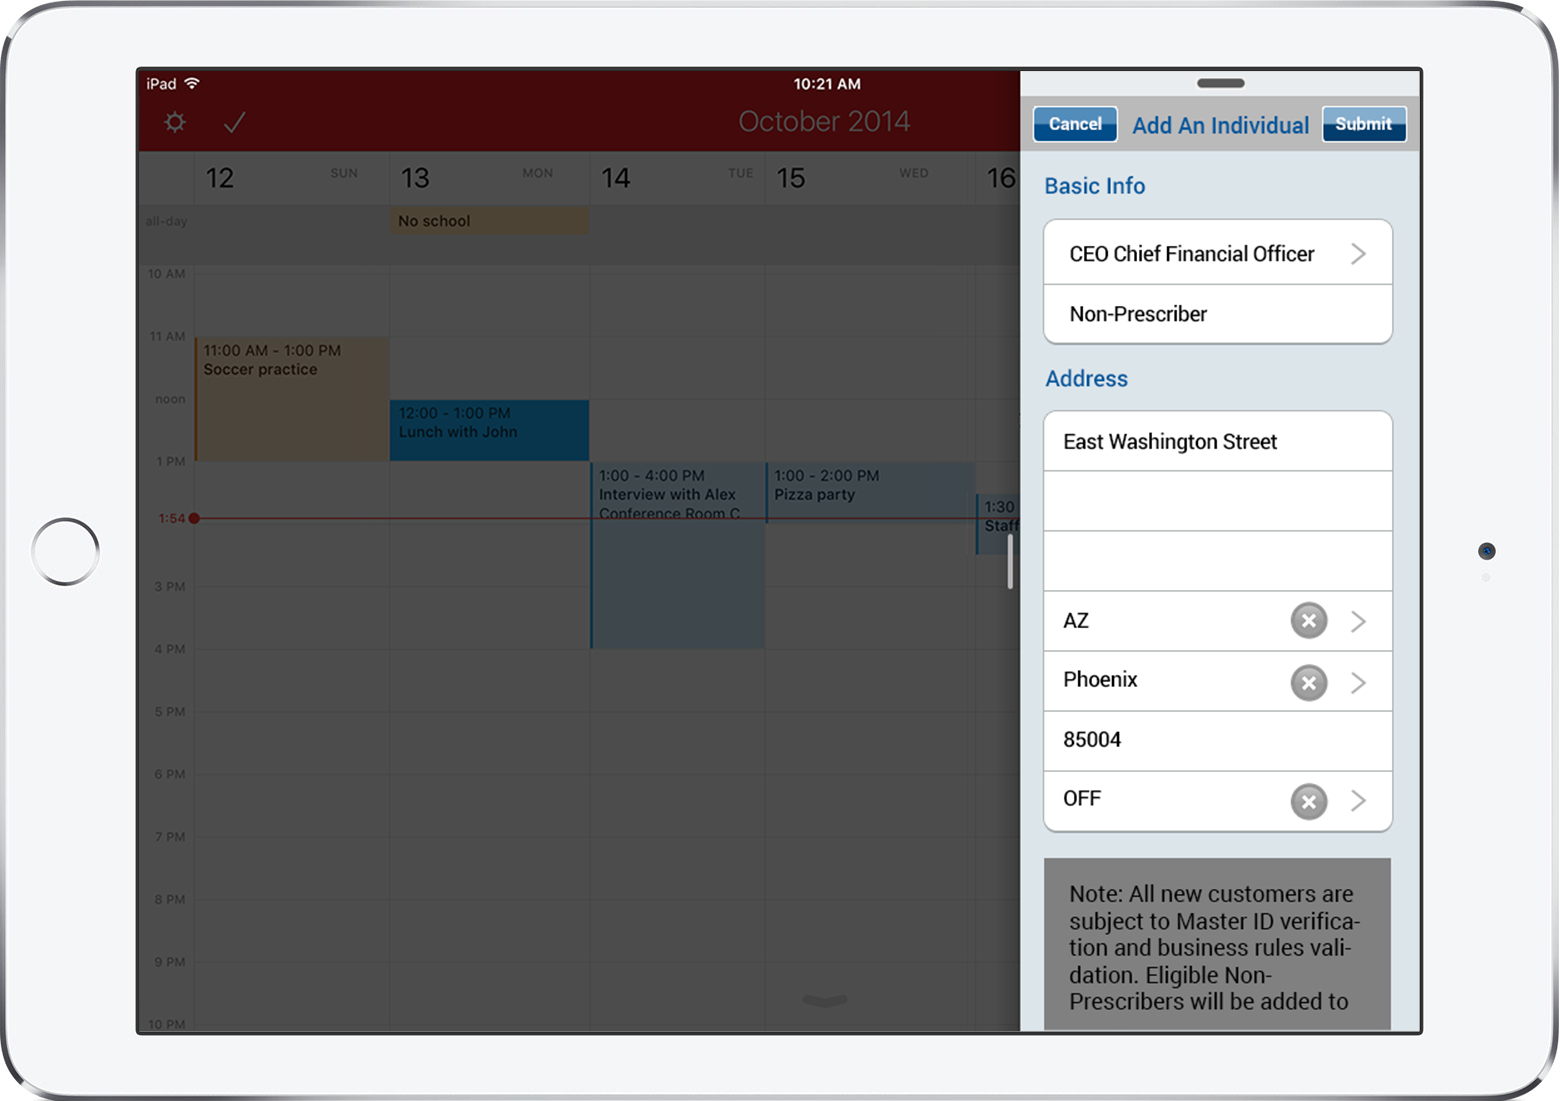 iPad
10:21 AM
October 2014
12 SUN
13 MON
14 TUE
15 WED
16
all-day
No school
10 AM
11 AM
11:00 AM - 1:00 PM
Soccer practice
noon
12:00 - 1:00 PM
Lunch with John
1 PM
1:00 - 4:00 PM
Interview with Alex
Conference Room C
1:00 - 2:00 PM
Pizza party
1:30
Staff
1:54
3 PM
4 PM
5 PM
6 PM
7 PM
8 PM
9 PM
10 PM
Cancel
Add An Individual
Submit
Basic Info
CEO Chief Financial Officer
Non-Prescriber
Address
East Washington Street
AZ
Phoenix
85004
OFF
Note: All new customers are
subject to Master ID verifica-
tion and business rules vali-
dation. Eligible Non-
Prescribers will be added to